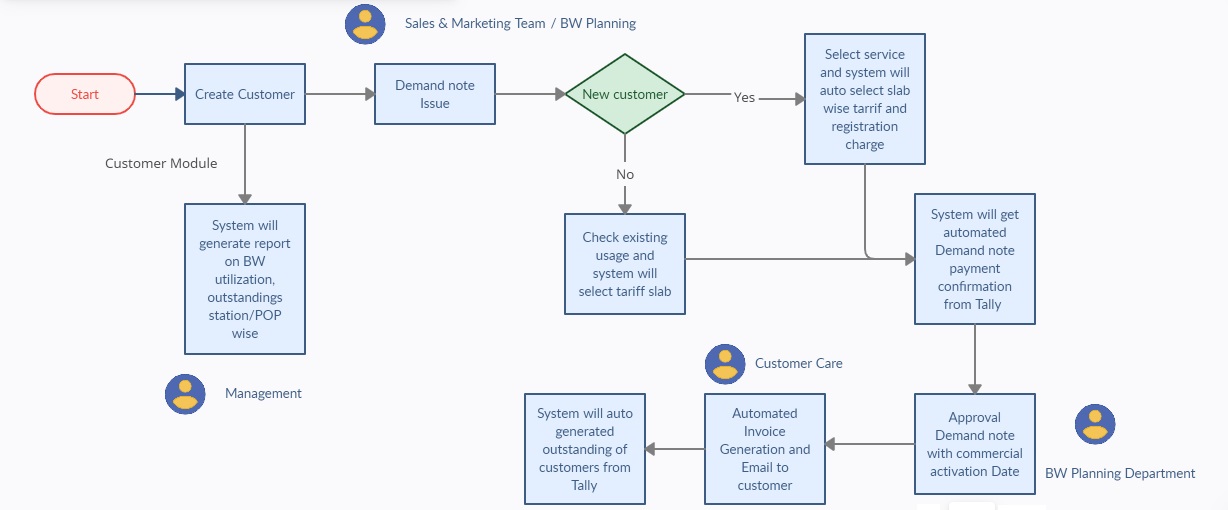 Sales & Marketing Team / BW Planning
Start
Create Customer
Demand note
Issue
New customer
Yes
Select service
and system will
auto select slab
wise tarrif and
registration
charge
Customer Module
No
System will
generate report
on BW
utilization,
outstandings
station/POP
wise
Check existing
usage and
system will
select tariff slab
System will get
automated
Demand note
payment
confirmation
from Tally
Management
Customer Care
System will auto
generated
outstanding of
customers from
Tally
Automated
Invoice
Generation and
Email to
customer
Approval
Demand note
with commercial
activation Date
BW Planning Department